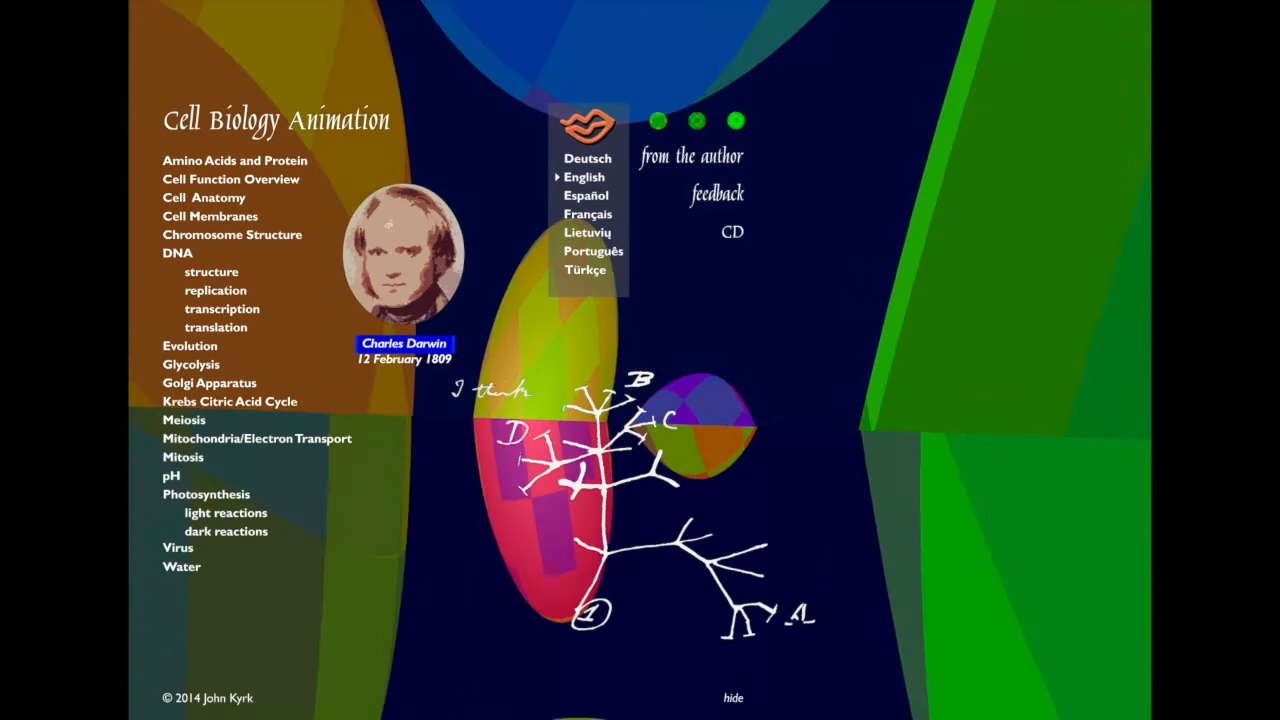 Cell Biology Animation
Amino Acids and Protein
Cell Function Overview
Cell Anatomy
Cell Membranes
Chromosome Structure
DNA
structure
replication
transcription
translation
Evolution
Glycolysis
Golgi Apparatus
Krebs Citric Acid Cycle
Meiosis
Mitochondria/Electron Transport
Mitosis
pH
Photosynthesis
light reactions
dark reactions
Virus
Water
© 2014 John Kyrk
Charles Darwin
12 February 1809
Deutsch
English
Español
Français
Lietuvių
Português
Türkçe
from the author
feedback
CD
I think
B
C
D
1
A
hide